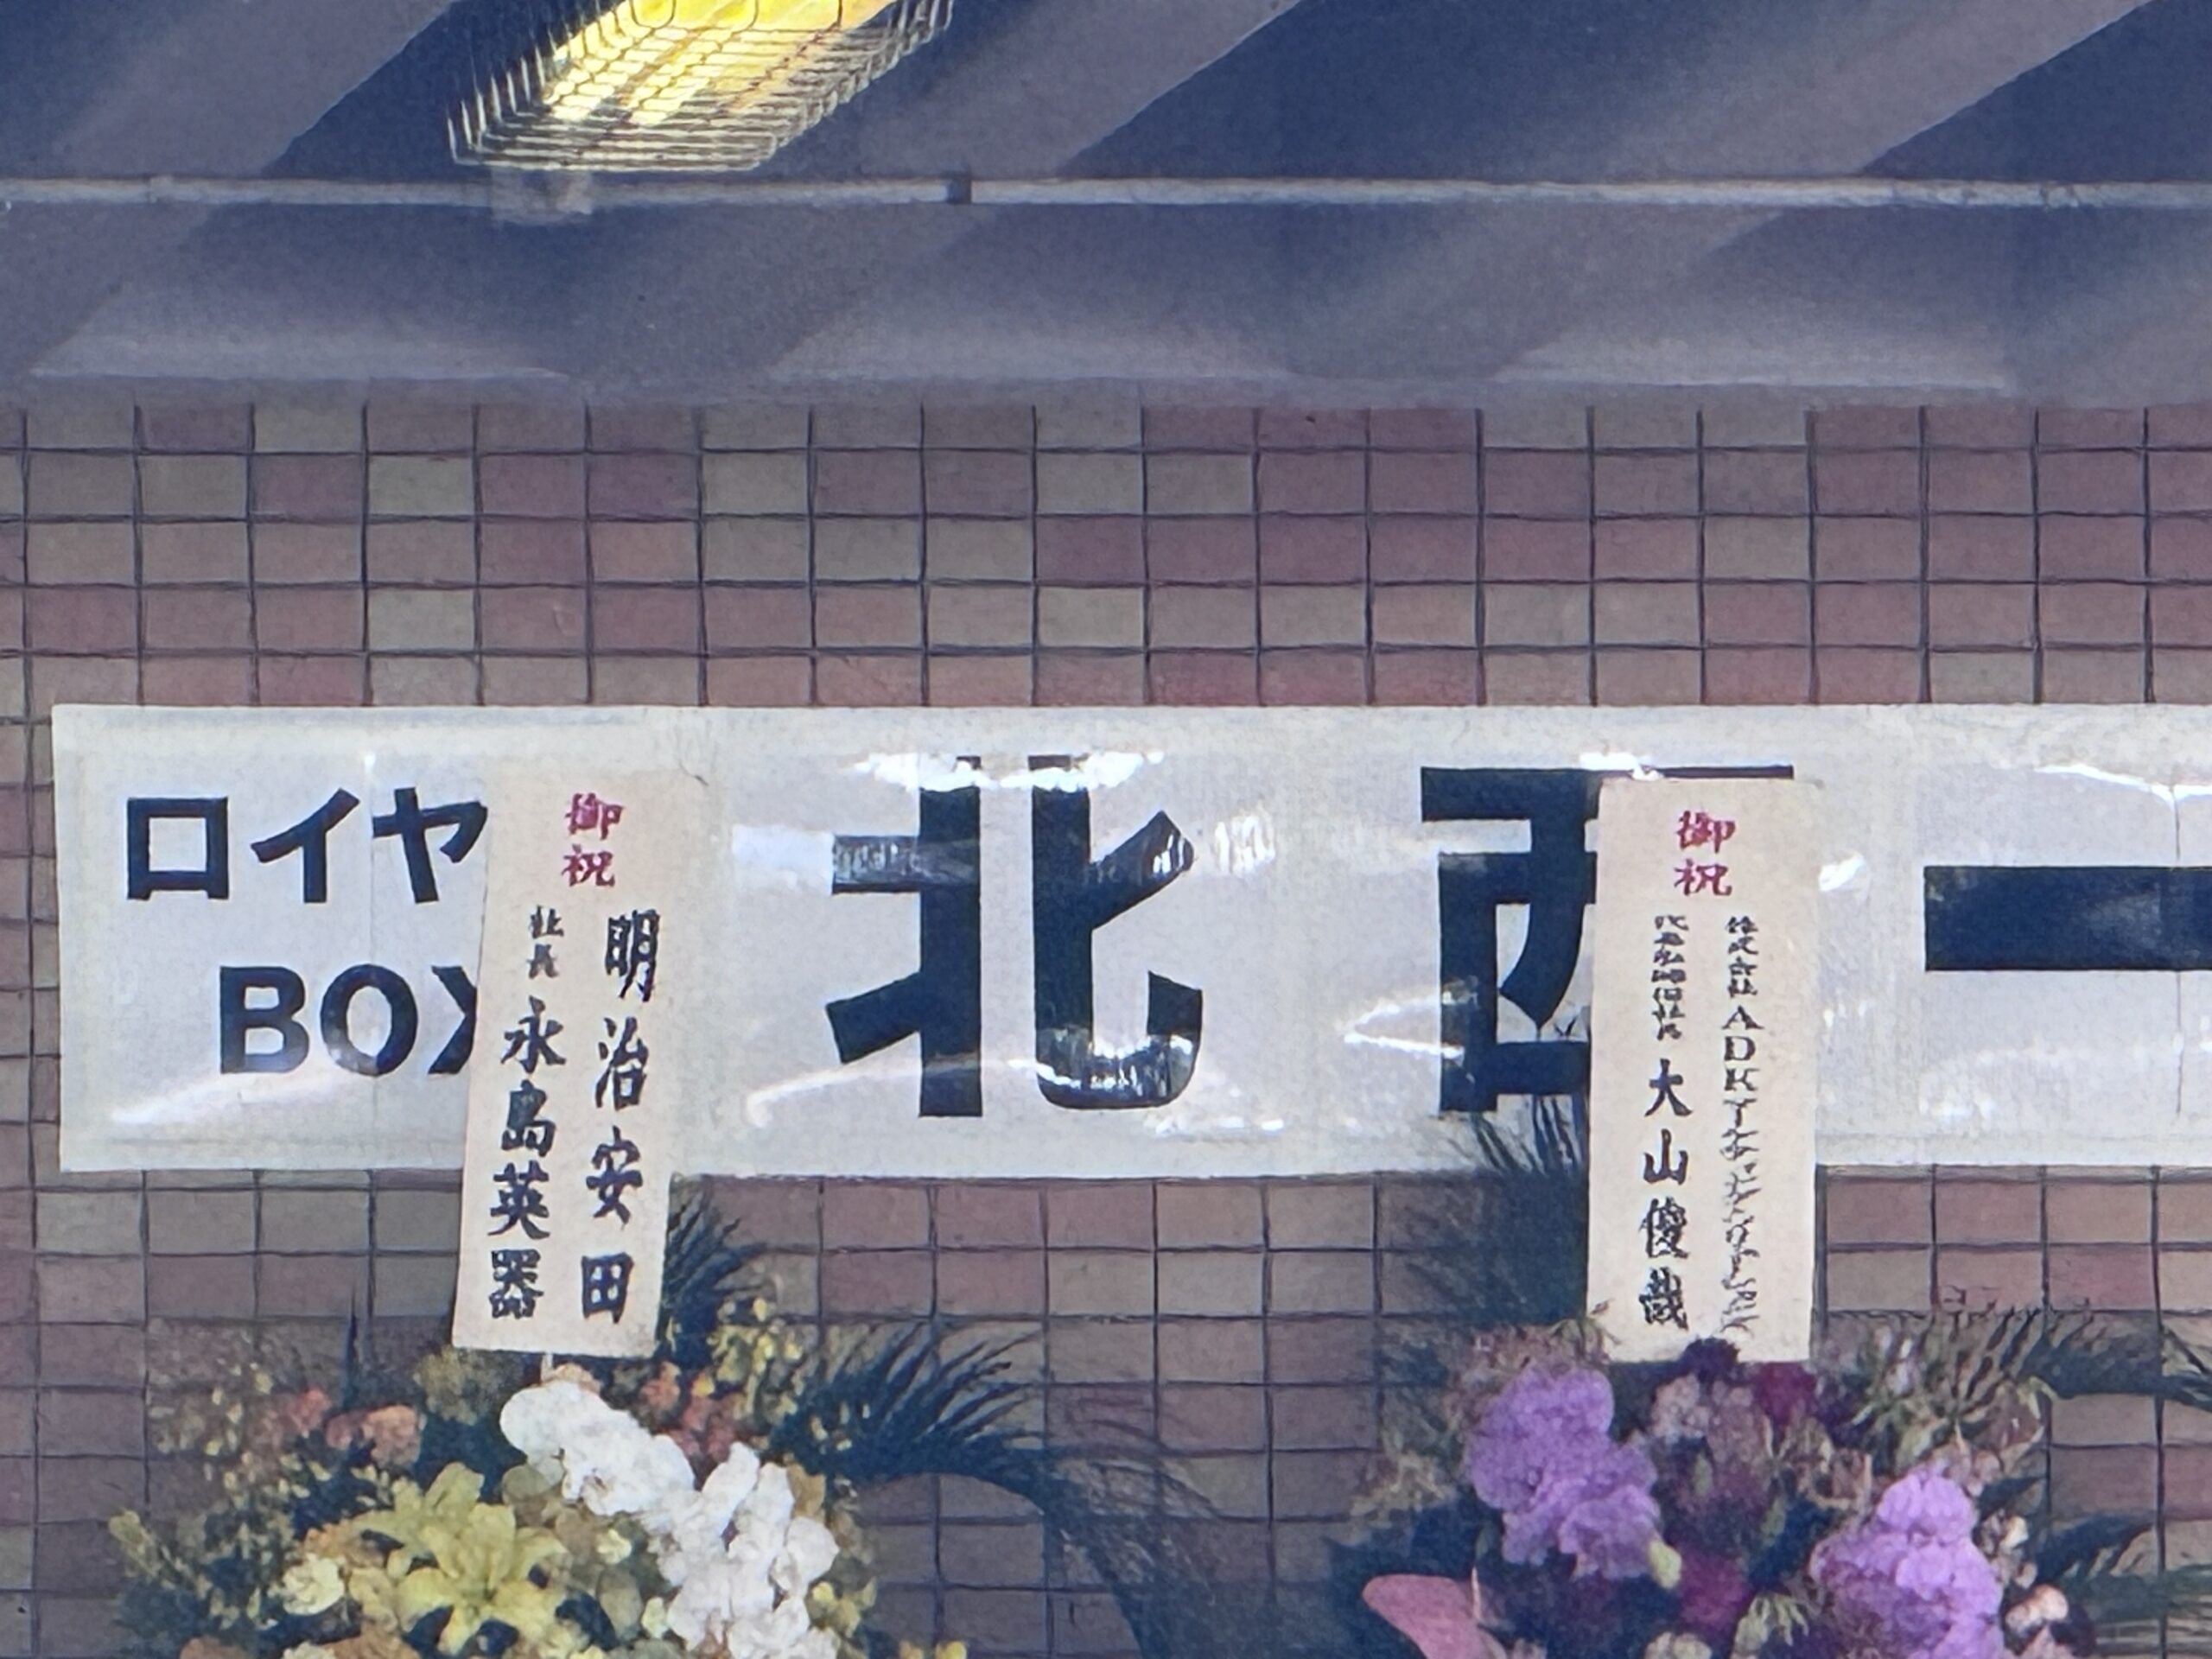 ロイヤ
BOX
北西一
御祝
明治安田
社長 永島英器
御祝
株式会社ADK
大山俊哉